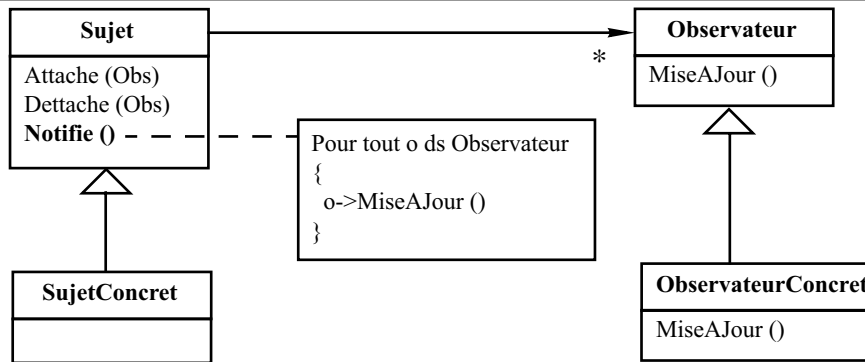 Sujet
Attache (Obs)
Dettache (Obs)
Notifie ()
*
Observateur
MiseAJour ()
Pour tout o ds Observateur
{
o->MiseAJour ()
}
SujetConcret
ObservateurConcret
MiseAJour ()